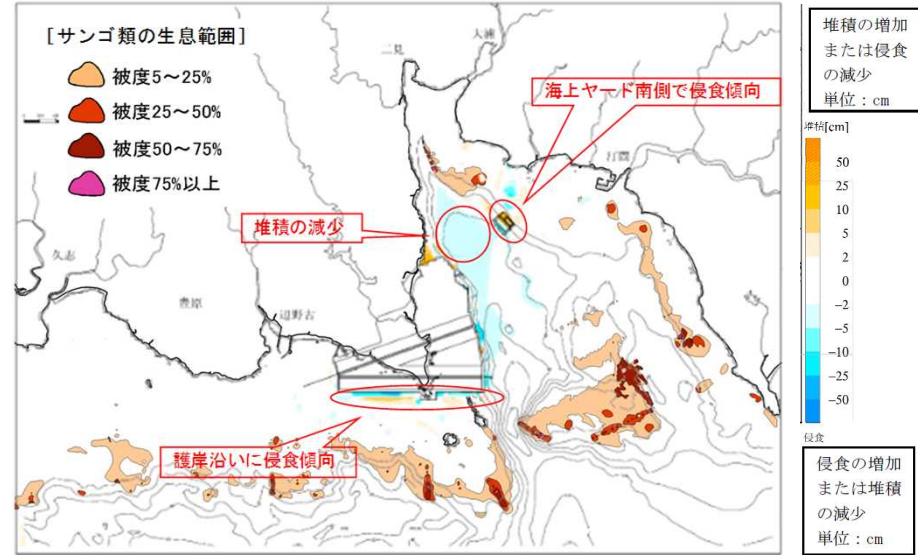 [サンゴ類の生息範囲]
被度5～25%
被度25～50%
被度50～75%
被度75%以上
二見
大浦
海上ヤード南側で侵食傾向
汀間
堆積の減少
久志
豊原
辺野古
護岸沿いに侵食傾向
堆積の増加
または侵食
の減少
単位：cm
堆積[cm]
50
25
10
5
2
0
-2
-5
-10
-25
-50
侵食
侵食の増加
または堆積
の減少
単位：cm